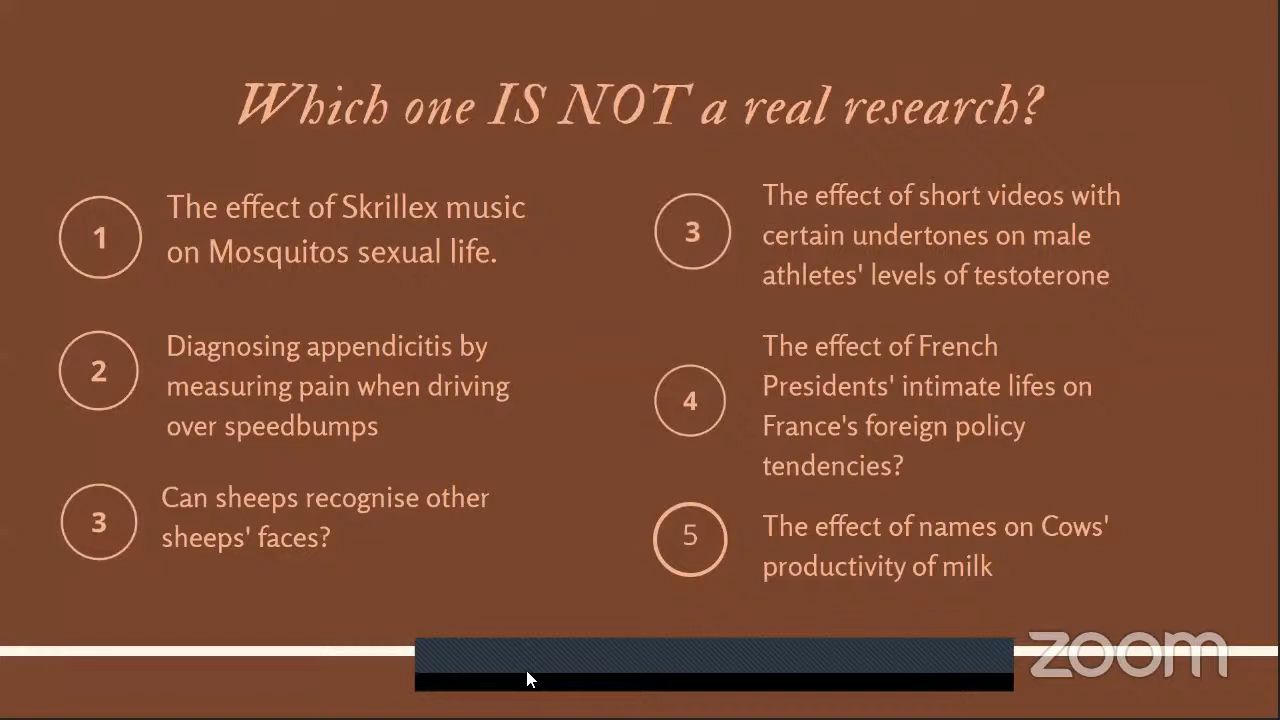 Which one IS NOT a real research?
1
The effect of Skrillex music
on Mosquitos sexual life.
2
Diagnosing appendicitis by
measuring pain when driving
over speedbumps
3
Can sheeps recognise other
sheeps' faces?
3
The effect of short videos with
certain undertones on male
athletes' levels of testoterone
4
The effect of French
Presidents' intimate lifes on
France's foreign policy
tendencies?
5
The effect of names on Cows'
productivity of milk
zoom